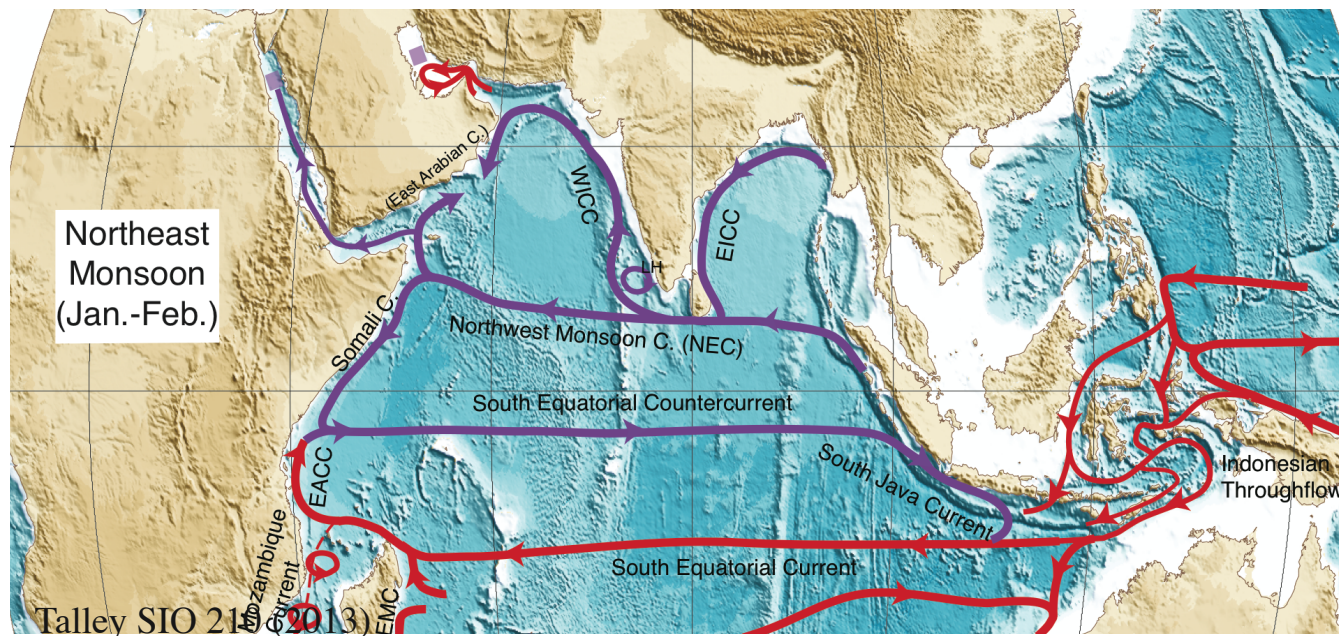 Northeast
Monsoon
(Jan.-Feb.)
(East Arabian C.)
WICC
EICC
LH
Somali C.
Northwest Monsoon C. (NEC)
South Equatorial Countercurrent
EACC
South Java Current
Indonesian
Throughflow
South Equatorial Current
Mozambique
Current
EMC
Talley SIO 210 (2013)